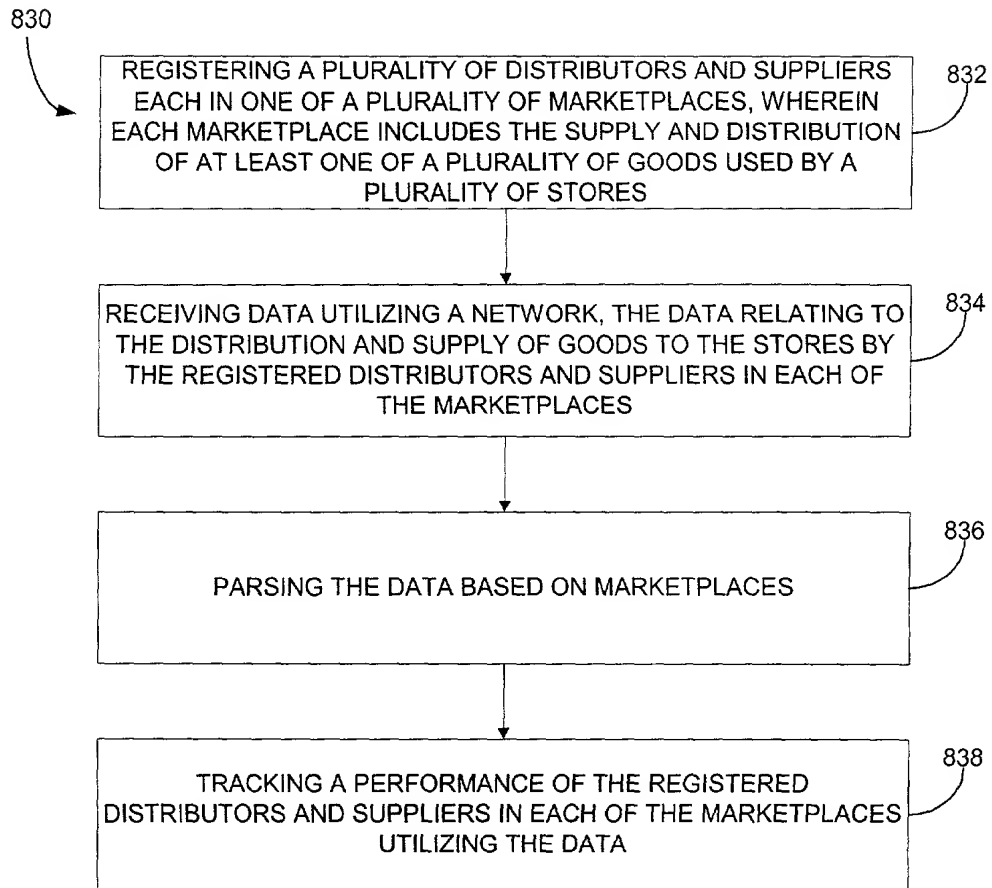 830
REGISTERING A PLURALITY OF DISTRIBUTORS AND SUPPLIERS
EACH IN ONE OF A PLURALITY OF MARKETPLACES, WHEREIN
EACH MARKETPLACE INCLUDES THE SUPPLY AND DISTRIBUTION
OF AT LEAST ONE OF A PLURALITY OF GOODS USED BY A
PLURALITY OF STORES
832
RECEIVING DATA UTILIZING A NETWORK, THE DATA RELATING TO
THE DISTRIBUTION AND SUPPLY OF GOODS TO THE STORES BY
THE REGISTERED DISTRIBUTORS AND SUPPLIERS IN EACH OF
THE MARKETPLACES
834
PARSING THE DATA BASED ON MARKETPLACES
836
TRACKING A PERFORMANCE OF THE REGISTERED
DISTRIBUTORS AND SUPPLIERS IN EACH OF THE MARKETPLACES
UTILIZING THE DATA
838